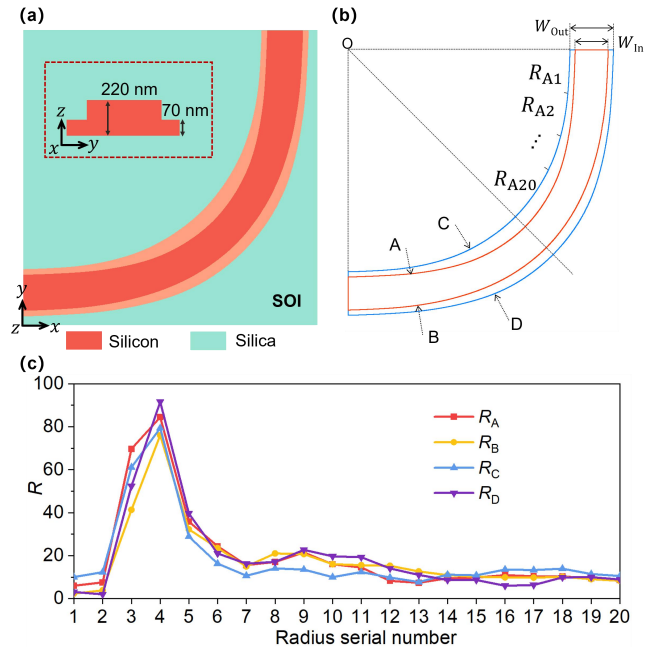 (a)
220 nm
70 nm
z
x
y
y
z
x
SOI
Silicon
Silica
(b)
W_Out
W_In
O
R_A1
R_A2
⋮
R_A20
C
A
B
D
(c)
100
80
60
40
20
0
R
R_A
R_B
R_C
R_D
1 2 3 4 5 6 7 8 9 10 11 12 13 14 15 16 17 18 19 20
Radius serial number